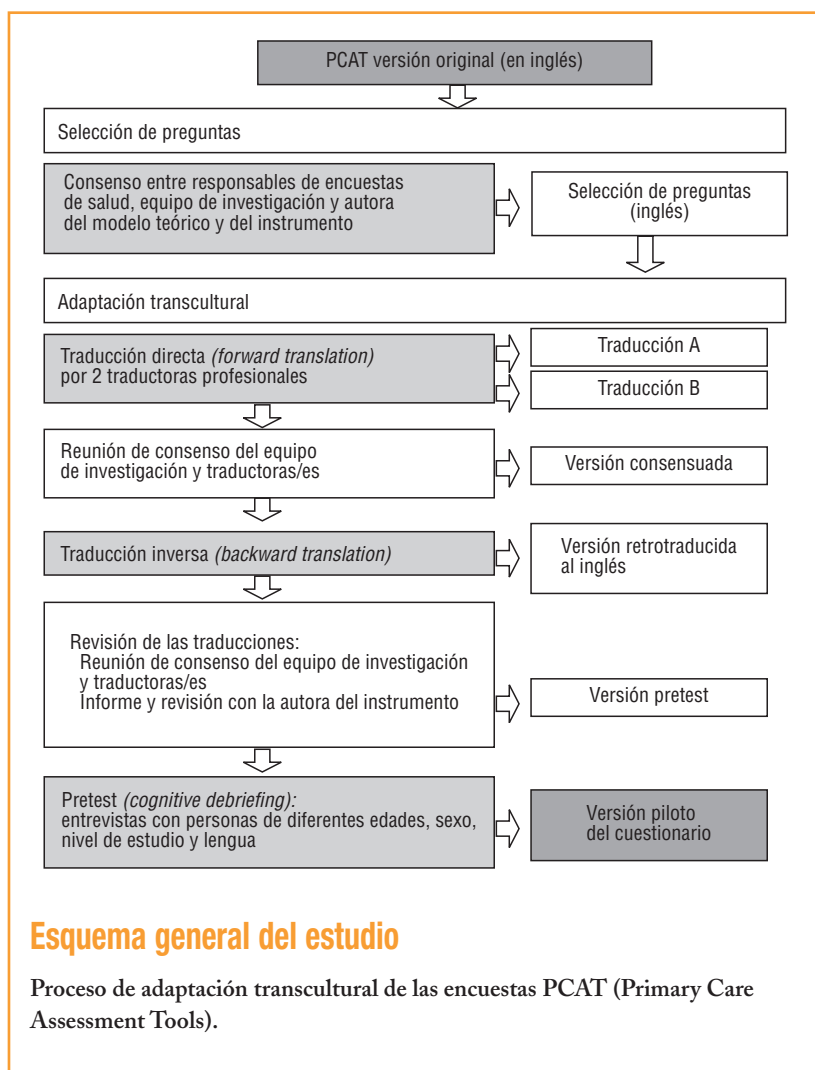 PCAT versión original (en inglés)
Selección de preguntas
Consenso entre responsables de encuestas
de salud, equipo de investigación y autora
del modelo teórico y del instrumento
Selección de preguntas
(inglés)
Adaptación transcultural
Traducción directa (forward translation)
por 2 traductoras profesionales
Traducción A
Traducción B
Reunión de consenso del equipo
de investigación y traductoras/es
Versión consensuada
Traducción inversa (backward translation)
Versión retrotraducida
al inglés
Revisión de las traducciones:
Reunión de consenso del equipo de investigación
y traductoras/es
Informe y revisión con la autora del instrumento
Versión pretest
Pretest (cognitive debriefing):
entrevistas con personas de diferentes edades, sexo,
nivel de estudio y lengua
Versión piloto
del cuestionario
Esquema general del estudio
Proceso de adaptación transcultural de las encuestas PCAT (Primary Care
Assessment Tools).